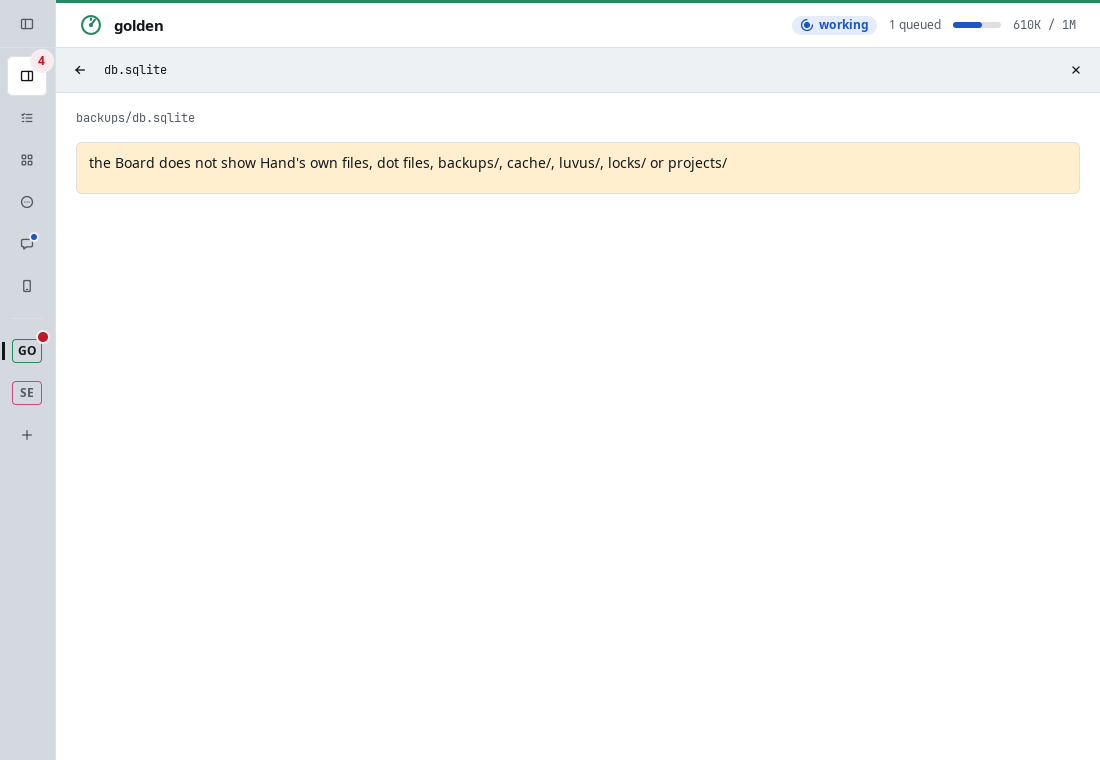 golden
working
1 queued
610K / 1M
4
db.sqlite
backups/db.sqlite
the Board does not show Hand's own files, dot files, backups/, cache/, luvus/, locks/ or projects/
GO
SE